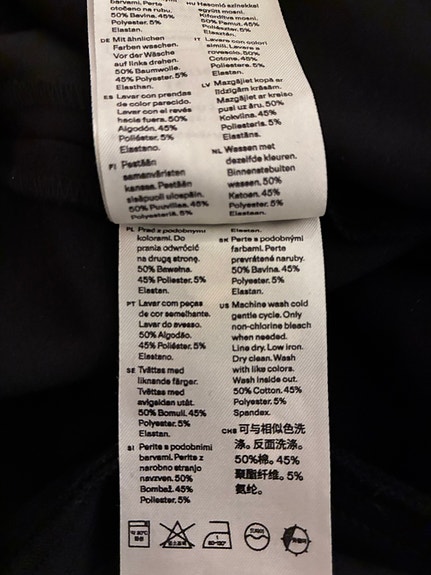 barvami. Perte
otočeno na rubu.
50% Bavlna. 45%
Polyester. 5%
Elastan.
DE Mit ähnlichen
Farben waschen.
Vor der Wäsche
auf links drehen.
50% Baumwolle.
45% Polyester. 5%
Elasthan.
ES Lavar con prendas
de color parecido.
Lavar con el revés
hacia fuera. 50%
Algodón. 45%
Poliéster. 5%
Elastano.
FI Pestään
samanväristen
kanssa. Pestään
sisäpuoli ulospäin.
50% Puuvillaa. 45%
Polyesteriä. 5%
HU Hasonló színekkel
együtt mosni.
Kifordítva mosni.
50% Pamut. 45%
Poliészter. 5%
Elasztán.
IT Lavare con colori
simili. Lavare a
rovescio. 50%
Cotone. 45%
Poliestere. 5%
Elastan.
LV Mazgājiet kopā ar
līdzīgām krāsām.
Mazgājiet ar kreiso
pusi uz āru. 50%
Kokvilna. 45%
Poliesteris. 5%
Elastāns.
NL Wassen met
dezelfde kleuren.
Binnenstebuiten
wassen. 50%
Katoen. 45%
Polyester. 5%
Elastaan.
PL Prać z podobnymi
kolorami. Do
prania odwrócić
na drugą stronę.
50% Bawełna.
45% Poliester. 5%
Elastan.
PT Lavar com peças
de cor semelhante.
Lavar do avesso.
50% Algodão.
45% Poliéster. 5%
Elastano.
SE Tvättas med
liknande färger.
Tvättas med
avigsidan utåt.
50% Bomull. 45%
Polyester. 5%
Elastan.
SI Perite s podobnimi
barvami. Perite z
narobno stranjo
navzven. 50%
Bombaž. 45%
Poliester. 5%
SK Perte s podobnými
farbami. Perte
prevrátené naruby.
50% Bavlna. 45%
Polyester. 5%
Elastan.
US Machine wash cold
gentle cycle. Only
non-chlorine bleach
when needed.
Line dry. Low iron.
Dry clean. Wash
with like colors.
Wash inside out.
50% Cotton. 45%
Polyester. 5%
Spandex.
CHS 可与相似色洗
涤。反面洗涤。
50%棉。45%
聚酯纤维。5%
氨纶。